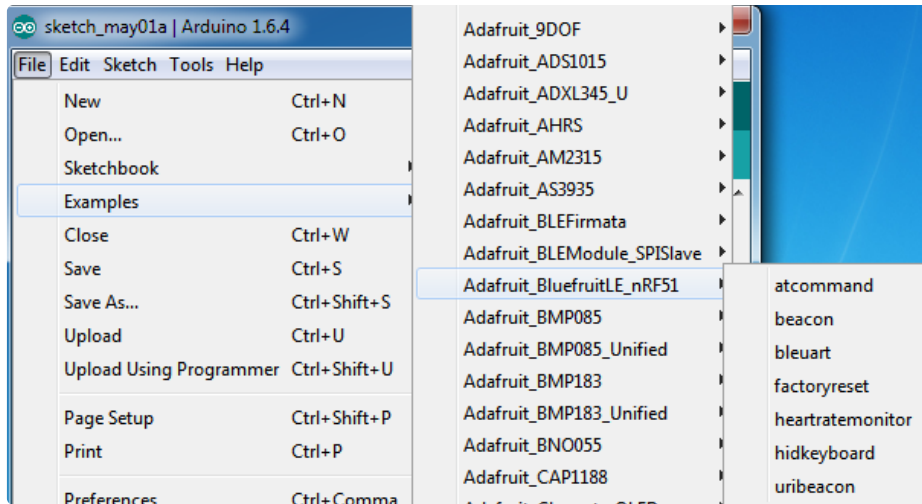 sketch_may01a | Arduino 1.6.4
File Edit Sketch Tools Help
New Ctrl+N
Open... Ctrl+O
Sketchbook
Examples
Close Ctrl+W
Save Ctrl+S
Save As... Ctrl+Shift+S
Upload Ctrl+U
Upload Using Programmer Ctrl+Shift+U
Page Setup Ctrl+Shift+P
Print Ctrl+P
Preferences Ctrl+Comma
Adafruit_9DOF
Adafruit_ADS1015
Adafruit_ADXL345_U
Adafruit_AHRS
Adafruit_AM2315
Adafruit_AS3935
Adafruit_BLEFirmata
Adafruit_BLEModule_SPISlave
Adafruit_BluefruitLE_nRF51
Adafruit_BMP085
Adafruit_BMP085_Unified
Adafruit_BMP183
Adafruit_BMP183_Unified
Adafruit_BNO055
Adafruit_CAP1188
atcommand
beacon
bleuart
factoryreset
heartratemonitor
hidkeyboard
uribeacon